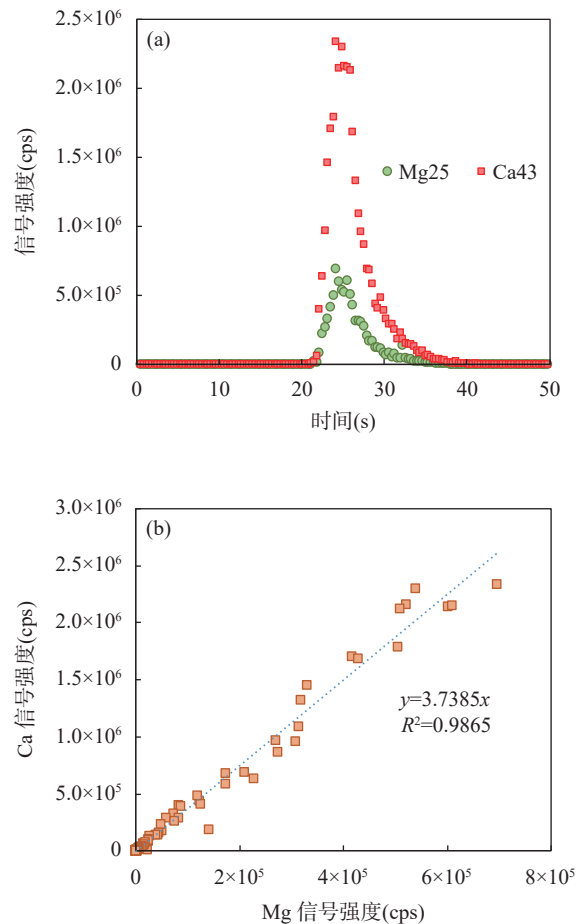 (a)
2.5×10⁶
2.0×10⁶
1.5×10⁶
1.0×10⁶
5.0×10⁵
0
信号强度(cps)
Mg25 Ca43
0 10 20 30 40 50
时间(s)
(b)
3.0×10⁶
2.5×10⁶
2.0×10⁶
1.5×10⁶
1.0×10⁶
5.0×10⁵
0
Ca 信号强度(cps)
y=3.7385x
R²=0.9865
0 2×10⁵ 4×10⁵ 6×10⁵ 8×10⁵
Mg 信号强度(cps)